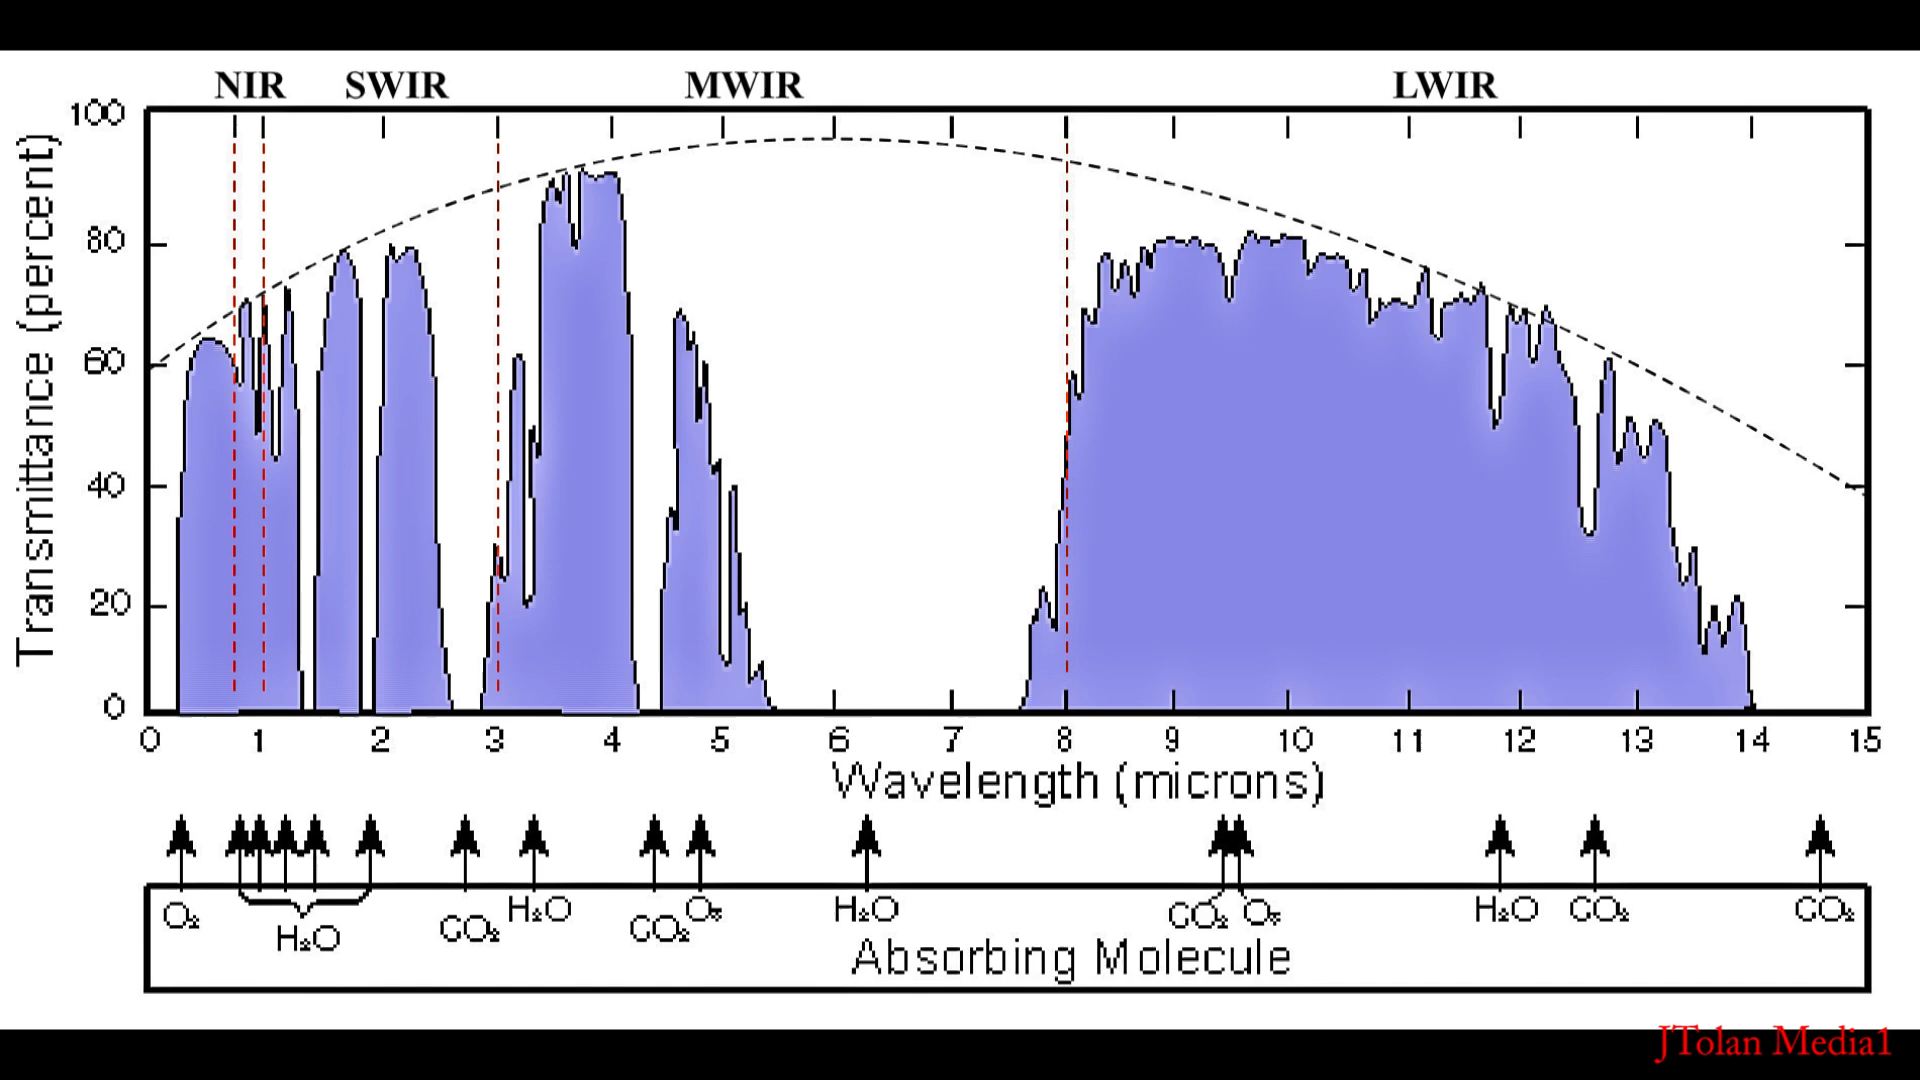 NIR SWIR MWIR LWIR
Transmittance (percent)
100
80
60
40
20
0
0 1 2 3 4 5 6 7 8 9 10 11 12 13 14 15
Wavelength (microns)
O₂ H₂O CO₂ H₂O CO₂ O₃ H₂O CO₂ O₃ H₂O CO₂ CO₂
Absorbing Molecule
JTolan Media1